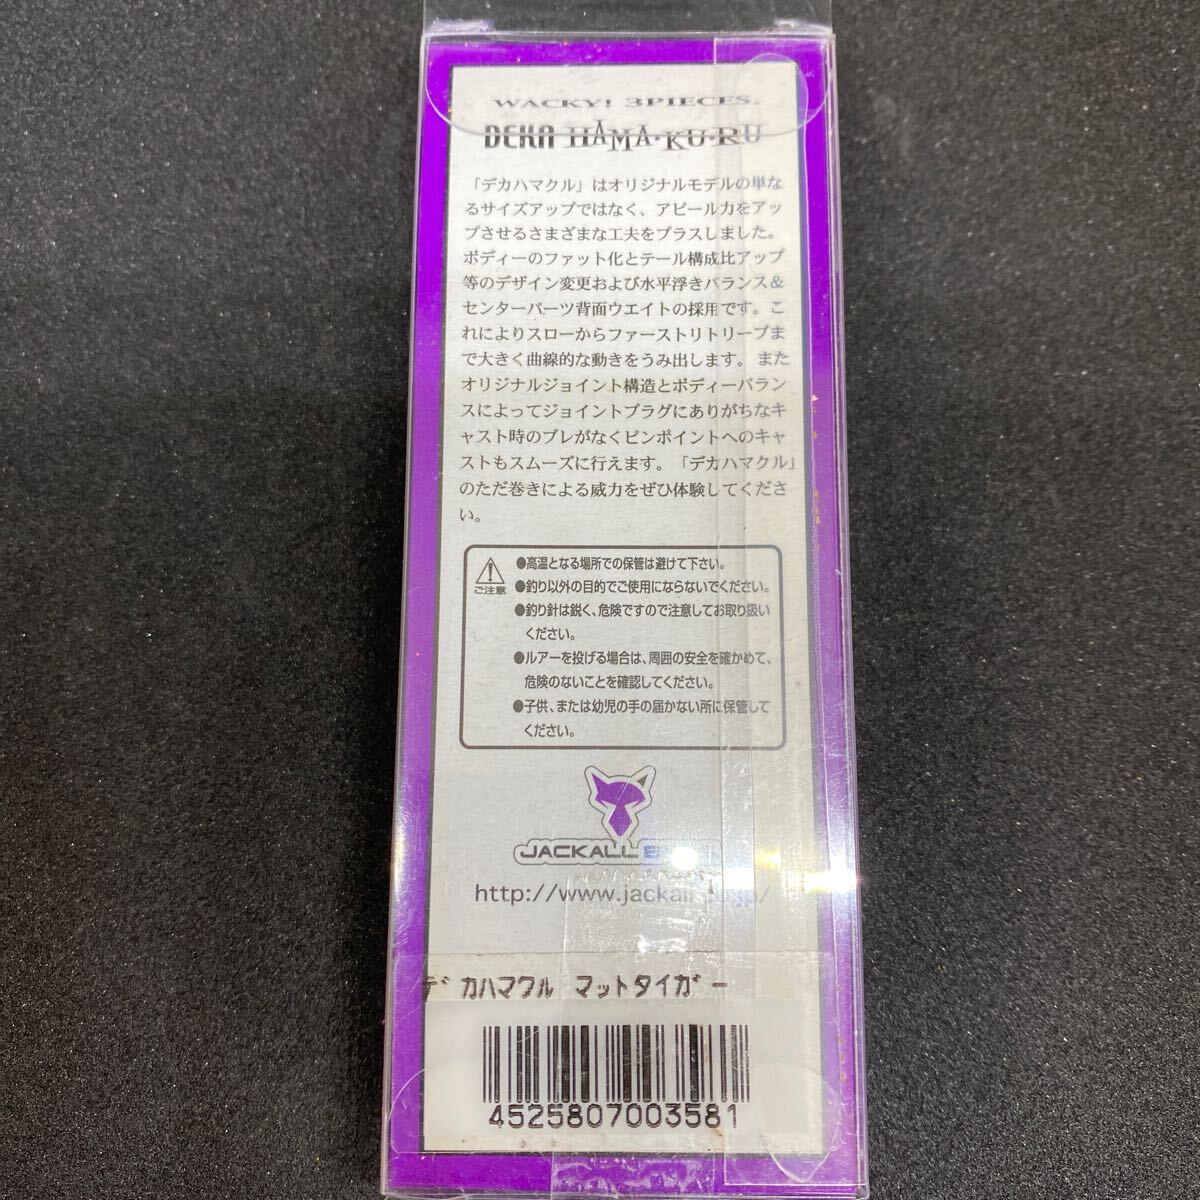 WACKY! 3PIECES.
DEKA HAMA・KU・RU
「デカハマクル」はオリジナルモデルの単な
るサイズアップではなく、アピール力をアッ
プさせるさまざまな工夫をプラスしました。
ボディーのファット化とテール構成比アップ
等のデザイン変更および水平浮きバランス&
センターパーツ背面ウエイトの採用です。こ
れによりスローからファーストリトリーブま
で大きく曲線的な動きをうみ出します。また
オリジナルジョイント構造とボディーバラン
スによってジョイントプラグにありがちなキ
ャスト時のブレがなくピンポイントへのキャ
ストもスムーズに行えます。「デカハマクル」
のただ巻きによる威力をぜひ体験してくださ
い。
ご注意
●高温となる場所での保管は避けて下さい。
●釣り以外の目的でご使用にならないでください。
●釣り針は鋭く、危険ですので注意してお取り扱い
ください。
●ルアーを投げる場合は、周囲の安全を確かめて、
危険のないことを確認してください。
●子供、または幼児の手の届かない所に保管して
ください。
JACKALL
http://www.jackall
デカハマクル マットタイガー
4525807003581